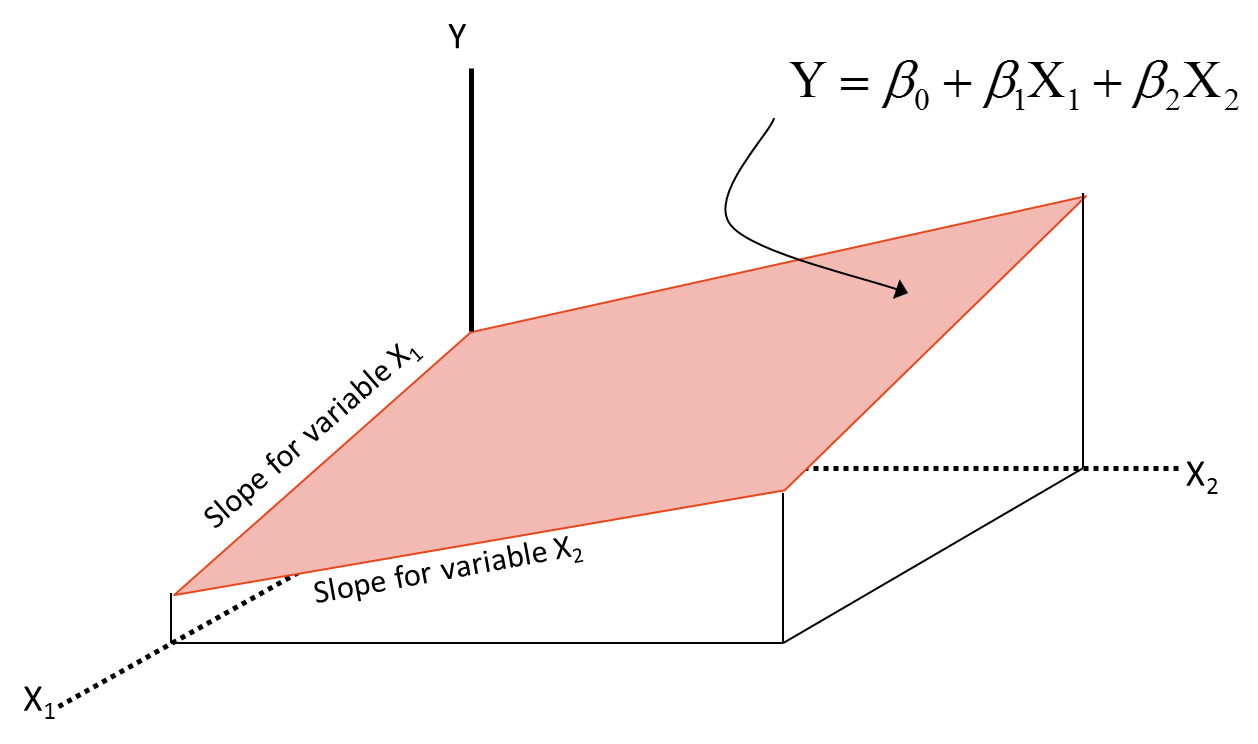 Y
Y = β₀ + β₁X₁ + β₂X₂
Slope for variable X₁
X₂
Slope for variable X₂
X₁